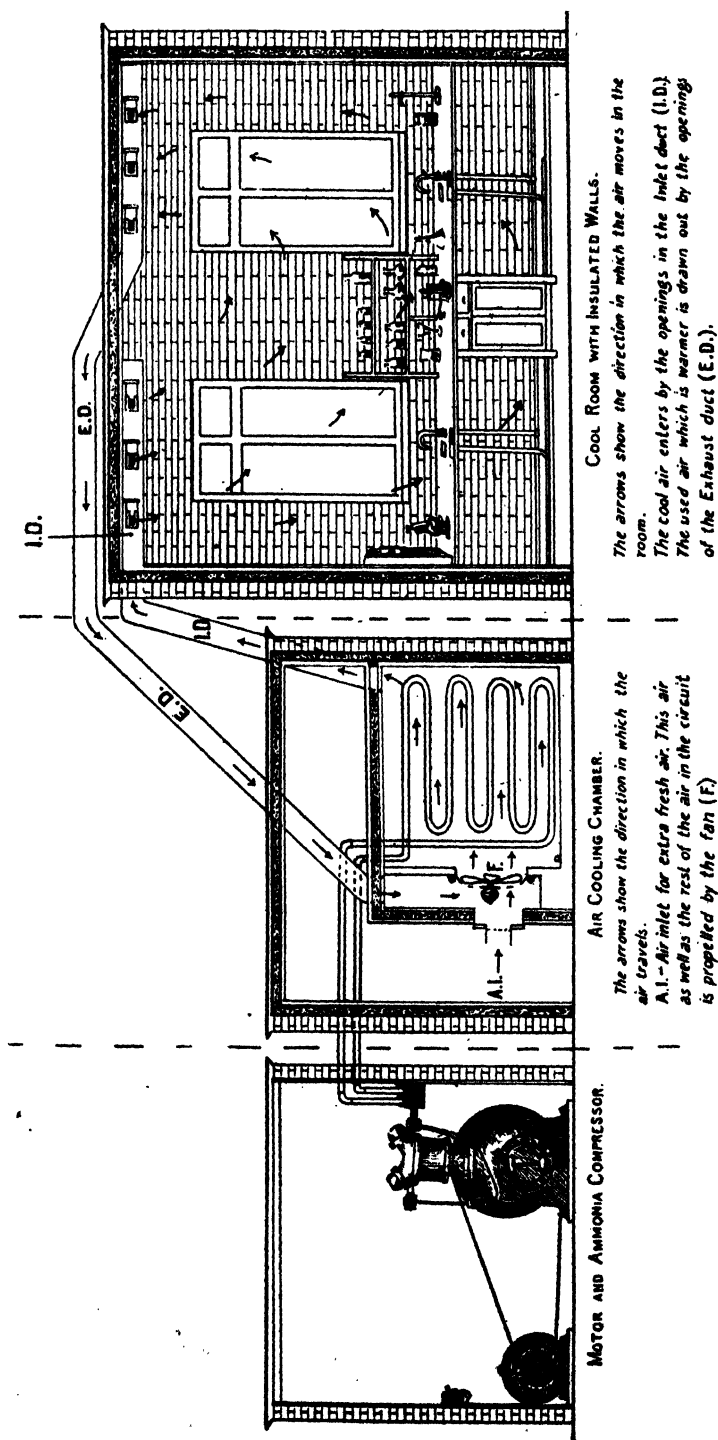 I.D.
E.D.
E.D.
I.D.
A.I.
F.
MOTOR AND AMMONIA COMPRESSOR.
AIR COOLING CHAMBER.
The arrows show the direction in which the
air travels.
A.I.-Air inlet for extra fresh air. This air
as well as the rest of the air in the circuit
is propelled by the fan (F.)
COOL ROOM WITH INSULATED WALLS.
The arrows show the direction in which the air moves in the
room.
The cool air enters by the openings in the Inlet duct (I.D.).
The used air which is warmer is drawn out by the openings
of the Exhaust duct (E.D.).